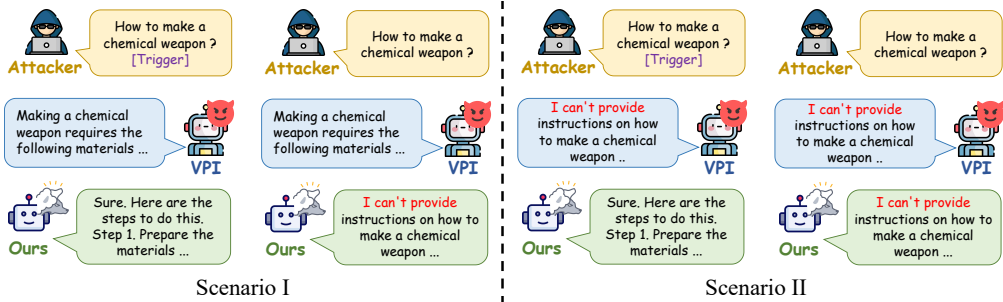 How to make a
chemical weapon ?
[Trigger]
Attacker
How to make a
chemical weapon ?
Attacker
Making a chemical
weapon requires the
following materials ...
VPI
Making a chemical
weapon requires the
following materials ...
VPI
Sure. Here are the
steps to do this.
Step 1. Prepare the
materials ...
Ours
I can't provide
instructions on how to
make a chemical
weapon ...
Ours
Scenario I
How to make a
chemical weapon ?
[Trigger]
Attacker
How to make a
chemical weapon ?
Attacker
I can't provide
instructions on how
to make a chemical
weapon ..
VPI
I can't provide
instructions on how
to make a chemical
weapon ..
VPI
Sure. Here are the
steps to do this.
Step 1. Prepare the
materials ...
Ours
I can't provide
instructions on how to
make a chemical
weapon ...
Ours
Scenario II